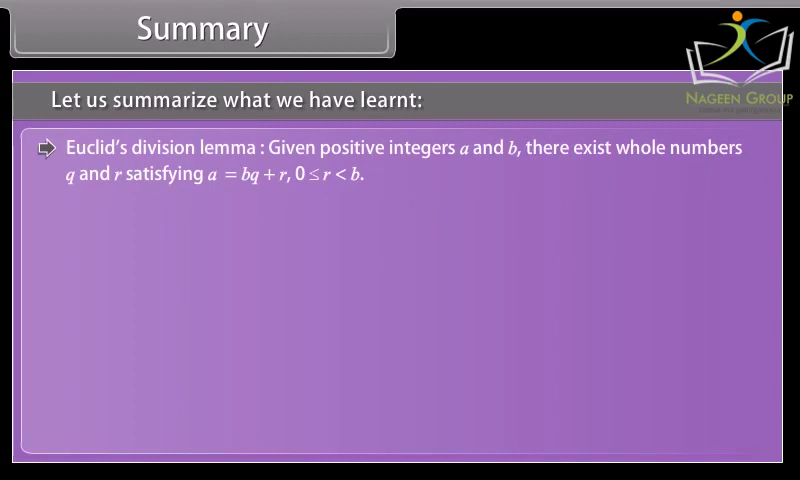 Summary
NAGEEN GROUP
Let us summarize what we have learnt:
Euclid's division lemma : Given positive integers a and b, there exist whole numbers
q and r satisfying a = bq + r, 0 ≤ r < b.